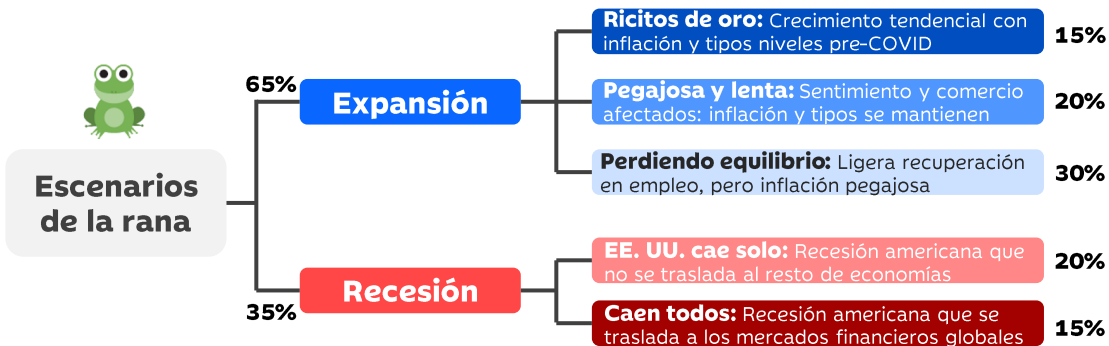 Escenarios
de la rana
65%
Expansión
Ricitos de oro: Crecimiento tendencial con
inflación y tipos niveles pre-COVID
15%
Pegajosa y lenta: Sentimiento y comercio
afectados: inflación y tipos se mantienen
20%
Perdiendo equilibrio: Ligera recuperación
en empleo, pero inflación pegajosa
30%
35%
Recesión
EE. UU. cae solo: Recesión americana que
no se traslada al resto de economías
20%
Caen todos: Recesión americana que se
traslada a los mercados financieros globales
15%